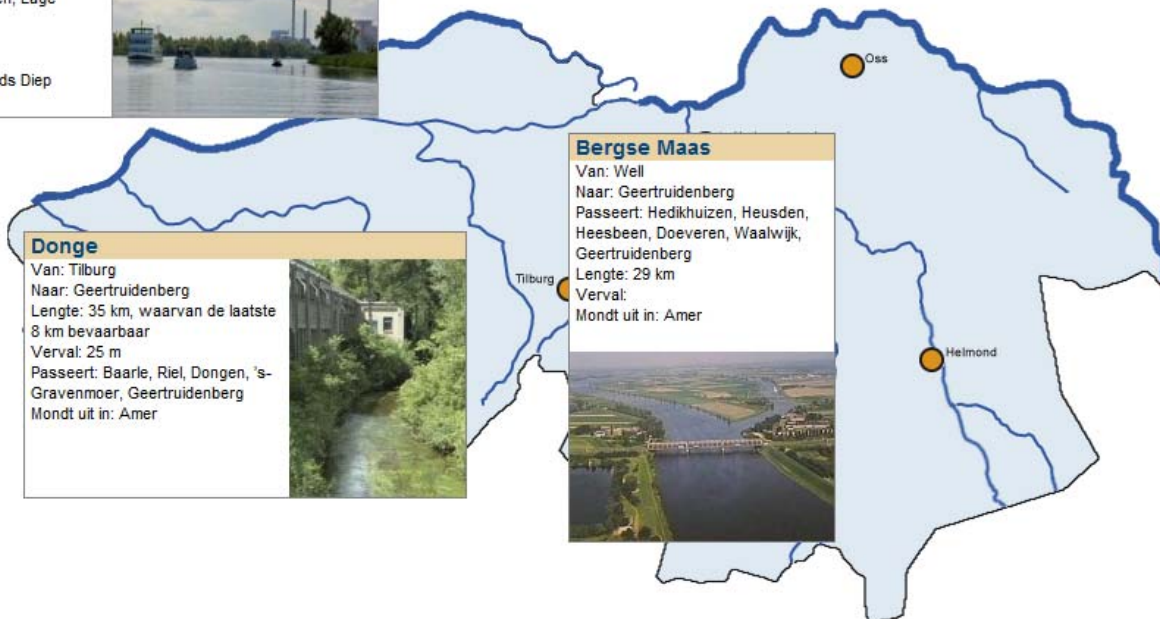 ds Diep
Oss
Bergse Maas
Van: Well
Naar: Geertruidenberg
Passeert: Hedikhuizen, Heusden,
Heesbeen, Doeveren, Waalwijk,
Geertruidenberg
Lengte: 29 km
Verval:
Mondt uit in: Amer
Donge
Van: Tilburg
Naar: Geertruidenberg
Lengte: 35 km, waarvan de laatste
8 km bevaarbaar
Verval: 25 m
Passeert: Baarle, Riel, Dongen, 's-
Gravenmoer, Geertruidenberg
Mondt uit in: Amer
Tilburg
Helmond